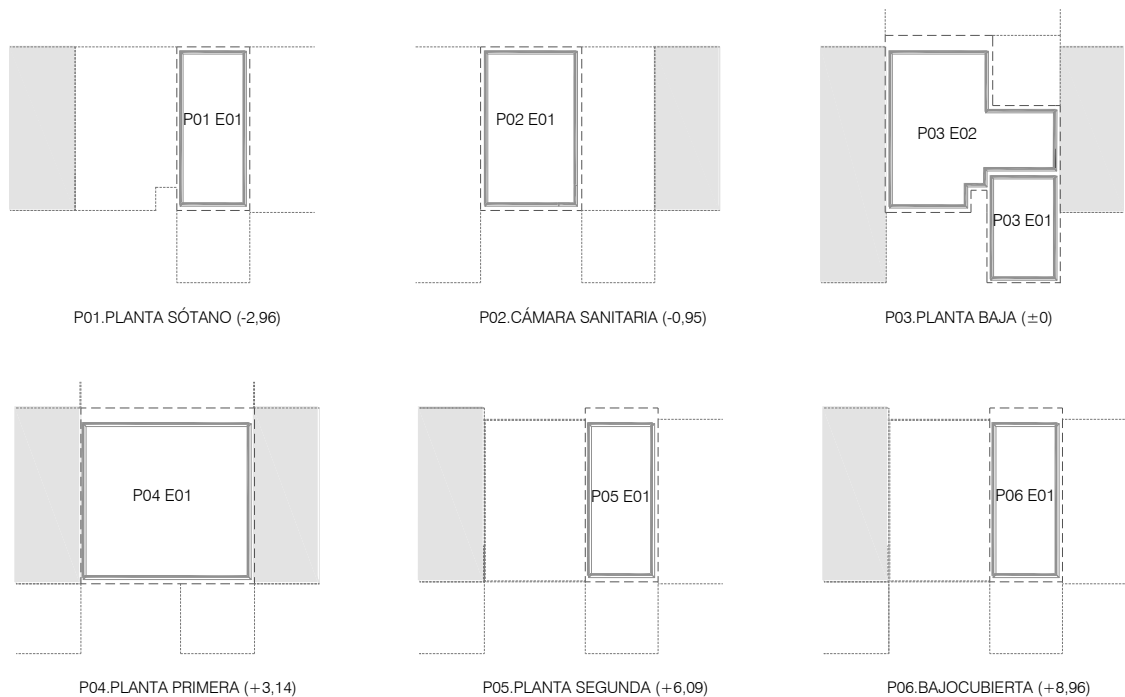 P01 E01
P02 E01
P03 E02
P03 E01
P01.PLANTA SÓTANO (-2,96)
P02.CÁMARA SANITARIA (-0,95)
P03.PLANTA BAJA (±0)
P04 E01
P05 E01
P06 E01
P04.PLANTA PRIMERA (+3,14)
P05.PLANTA SEGUNDA (+6,09)
P06.BAJOCUBIERTA (+8,96)